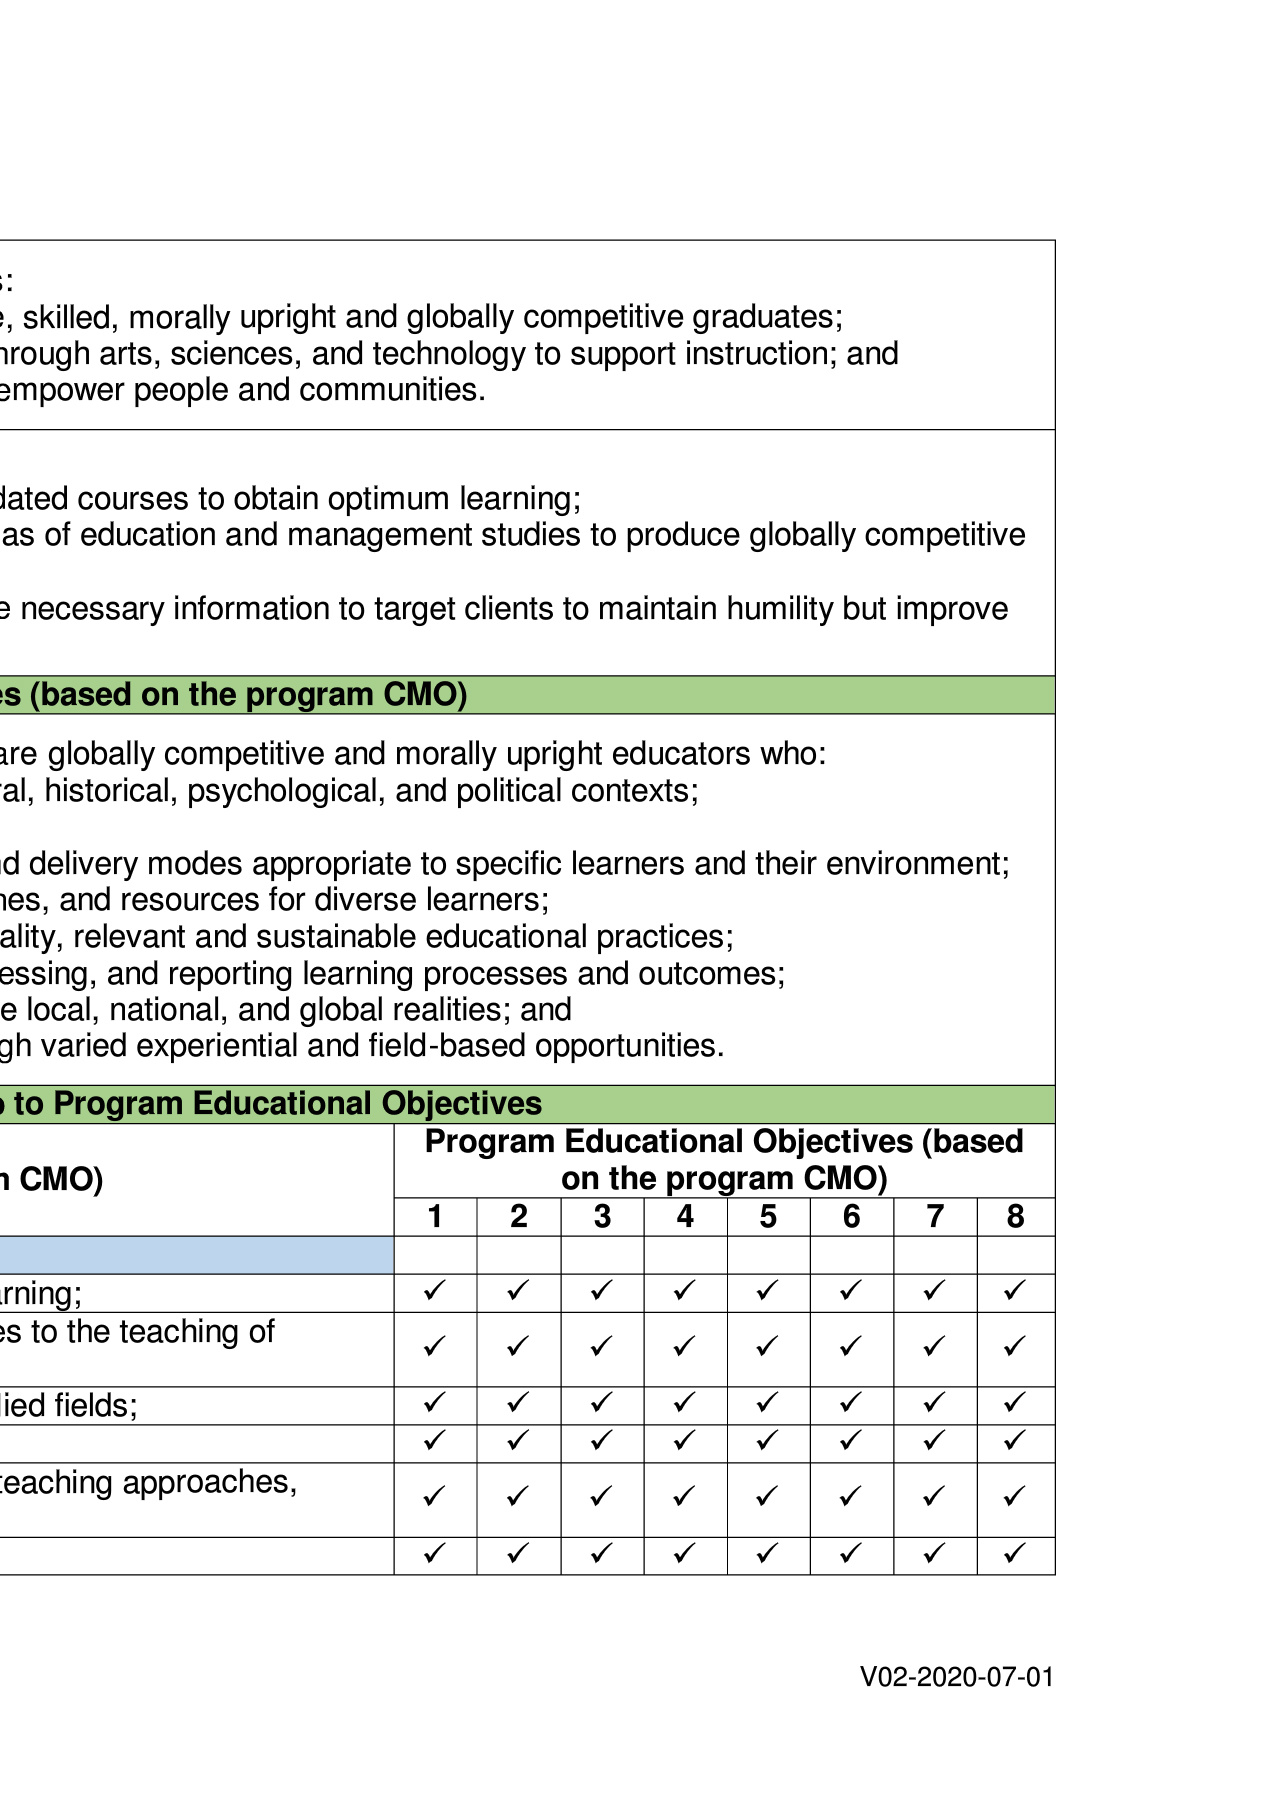 s:
e, skilled, morally upright and globally competitive graduates;
hrough arts, sciences, and technology to support instruction; and
empower people and communities.
dated courses to obtain optimum learning;
as of education and management studies to produce globally competitive
e necessary information to target clients to maintain humility but improve
es (based on the program CMO)
are globally competitive and morally upright educators who:
ral, historical, psychological, and political contexts;
nd delivery modes appropriate to specific learners and their environment;
nes, and resources for diverse learners;
ality, relevant and sustainable educational practices;
essing, and reporting learning processes and outcomes;
e local, national, and global realities; and
gh varied experiential and field-based opportunities.
p to Program Educational Objectives
Program Educational Objectives (based
on the program CMO)
n CMO)
1 2 3 4 5 6 7 8
arning; ✓ ✓ ✓ ✓ ✓ ✓ ✓ ✓
es to the teaching of
✓ ✓ ✓ ✓ ✓ ✓ ✓ ✓
lied fields; ✓ ✓ ✓ ✓ ✓ ✓ ✓ ✓
✓ ✓ ✓ ✓ ✓ ✓ ✓ ✓
teaching approaches,
✓ ✓ ✓ ✓ ✓ ✓ ✓ ✓
✓ ✓ ✓ ✓ ✓ ✓ ✓ ✓
V02-2020-07-01